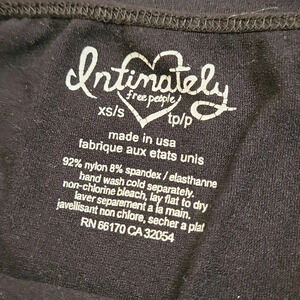 Intimately
free people
xs/s tp/p
made in usa
fabrique aux etats unis
92% nylon 8% spandex / elasthanne
hand wash cold separately.
non-chlorine bleach, lay flat to dry
laver separement a la main.
javellisant non chlore, secher a plat
RN 66170 CA 32054